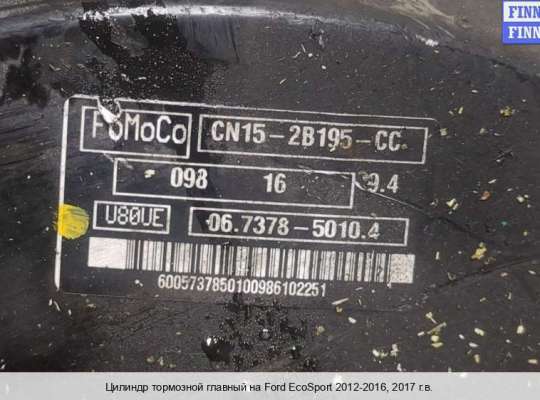 FINN
FINN
FoMoCo CN15-2B195-CC
098 16 9.4
U80UE 06.7378-5010.4
6005737850100986102251
Цилиндр тормозной главный на Ford EcoSport 2012-2016, 2017 г.в.